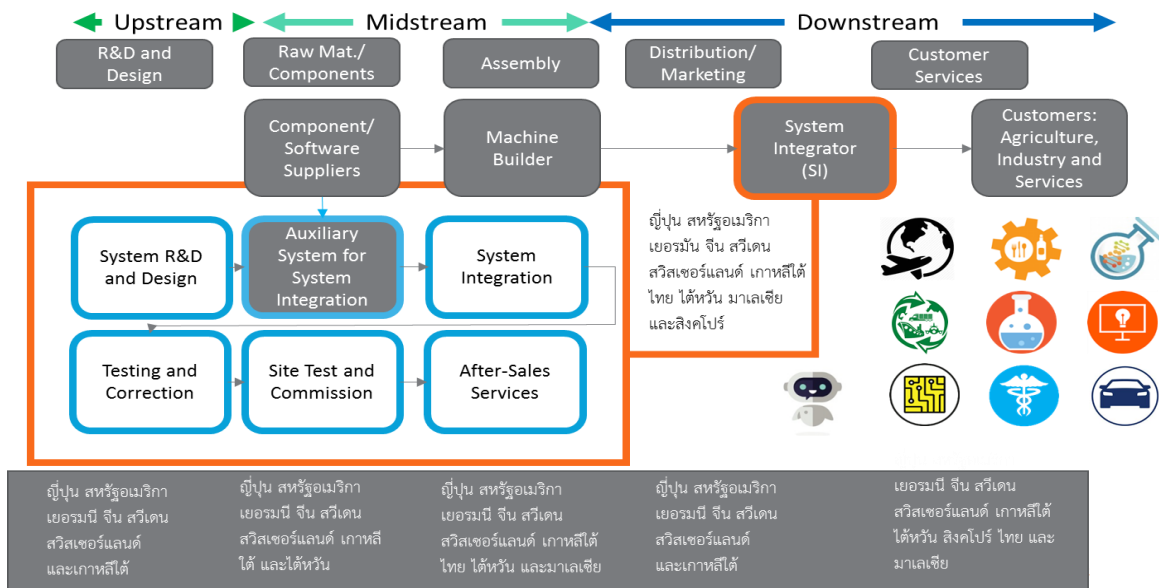 Upstream
Midstream
Downstream
R&D and
Design
Raw Mat./
Components
Assembly
Distribution/
Marketing
Customer
Services
Component/
Software
Suppliers
Machine
Builder
System
Integrator
(SI)
Customers:
Agriculture,
Industry and
Services
System R&D
and Design
Auxiliary
System for
System
Integration
System
Integration
ญี่ปุ่น สหรัฐอเมริกา
เยอรมัน จีน สวีเดน
สวิสเซอร์แลนด์ เกาหลีใต้
ไทย ไต้หวัน มาเลเซีย
และสิงคโปร์
Testing and
Correction
Site Test and
Commission
After-Sales
Services
ญี่ปุ่น สหรัฐอเมริกา
เยอรมนี จีน สวีเดน
สวิสเซอร์แลนด์
และเกาหลีใต้
ญี่ปุ่น สหรัฐอเมริกา
เยอรมนี จีน สวีเดน
สวิสเซอร์แลนด์ เกาหลี
ใต้ และไต้หวัน
ญี่ปุ่น สหรัฐอเมริกา
เยอรมนี จีน สวีเดน
สวิสเซอร์แลนด์ เกาหลีใต้
ไทย ไต้หวัน และมาเลเซีย
ญี่ปุ่น สหรัฐอเมริกา
เยอรมนี จีน สวีเดน
สวิสเซอร์แลนด์
และเกาหลีใต้
เยอรมนี จีน สวีเดน
สวิสเซอร์แลนด์ เกาหลีใต้
ไต้หวัน สิงคโปร์ ไทย และ
มาเลเซีย